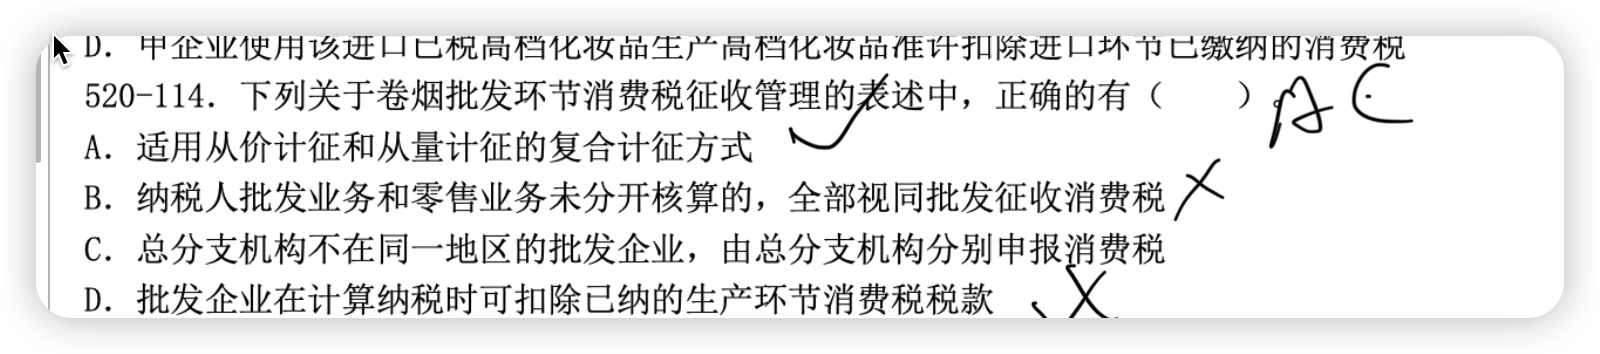 D. 甲企业使用该进口已税高档化妆品生产高档化妆品准许扣除进口环节已缴纳的消费税
520-114. 下列关于卷烟批发环节消费税征收管理的表述中，正确的有（　　）。AC
A. 适用从价计征和从量计征的复合计征方式 ✓
B. 纳税人批发业务和零售业务未分开核算的，全部视同批发征收消费税 ×
C. 总分支机构不在同一地区的批发企业，由总分支机构分别申报消费税
D. 批发企业在计算纳税时可扣除已纳的生产环节消费税税款 ×